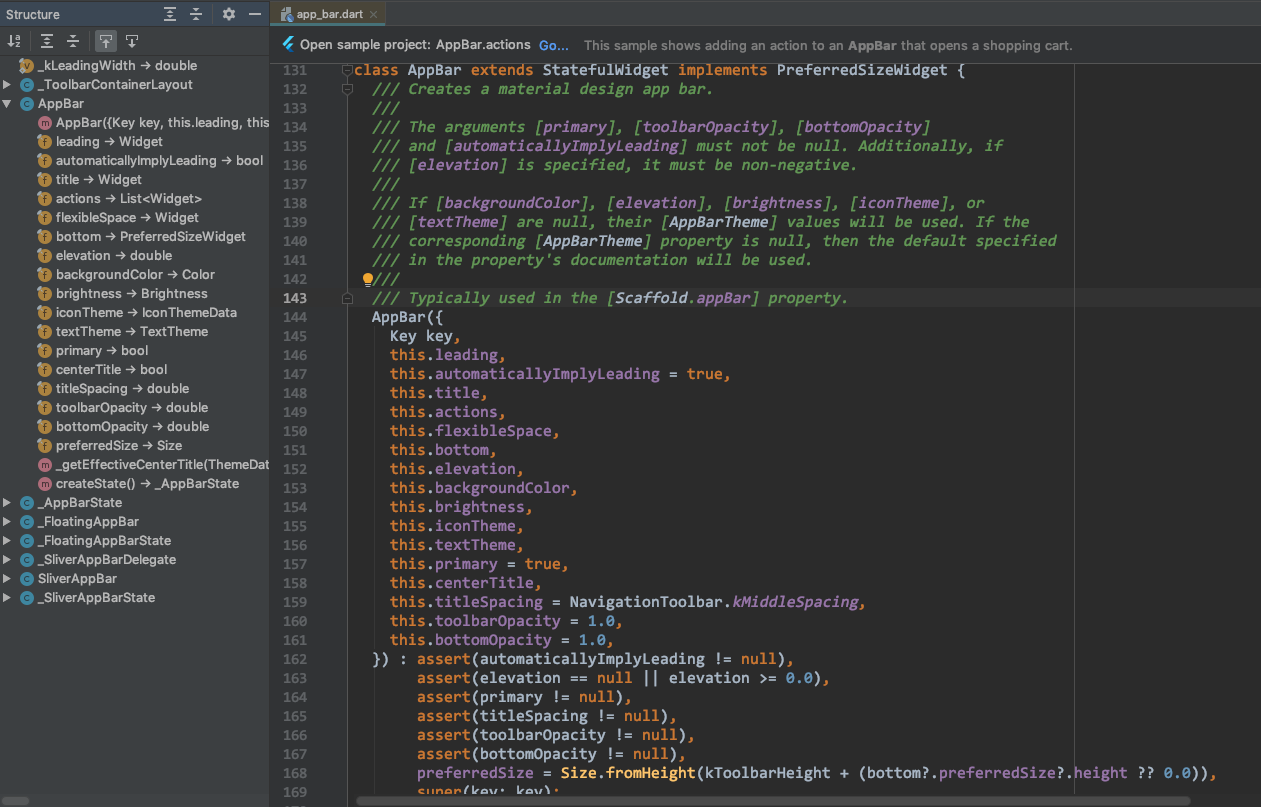 Structure
app_bar.dart
Open sample project: AppBar.actions Go... This sample shows adding an action to an AppBar that opens a shopping cart.
_kLeadingWidth → double
_ToolbarContainerLayout
AppBar
AppBar({Key key, this.leading, this
leading → Widget
automaticallyImplyLeading → bool
title → Widget
actions → List<Widget>
flexibleSpace → Widget
bottom → PreferredSizeWidget
elevation → double
backgroundColor → Color
brightness → Brightness
iconTheme → IconThemeData
textTheme → TextTheme
primary → bool
centerTitle → bool
titleSpacing → double
toolbarOpacity → double
bottomOpacity → double
preferredSize → Size
_getEffectiveCenterTitle(ThemeDat
createState() → _AppBarState
_AppBarState
_FloatingAppBar
_FloatingAppBarState
_SliverAppBarDelegate
SliverAppBar
_SliverAppBarState
131 class AppBar extends StatefulWidget implements PreferredSizeWidget {
132 /// Creates a material design app bar.
133 ///
134 /// The arguments [primary], [toolbarOpacity], [bottomOpacity]
135 /// and [automaticallyImplyLeading] must not be null. Additionally, if
136 /// [elevation] is specified, it must be non-negative.
137 ///
138 /// If [backgroundColor], [elevation], [brightness], [iconTheme], or
139 /// [textTheme] are null, their [AppBarTheme] values will be used. If the
140 /// corresponding [AppBarTheme] property is null, then the default specified
141 /// in the property's documentation will be used.
142 ///
143 /// Typically used in the [Scaffold.appBar] property.
144 AppBar({
145 Key key,
146 this.leading,
147 this.automaticallyImplyLeading = true,
148 this.title,
149 this.actions,
150 this.flexibleSpace,
151 this.bottom,
152 this.elevation,
153 this.backgroundColor,
154 this.brightness,
155 this.iconTheme,
156 this.textTheme,
157 this.primary = true,
158 this.centerTitle,
159 this.titleSpacing = NavigationToolbar.kMiddleSpacing,
160 this.toolbarOpacity = 1.0,
161 this.bottomOpacity = 1.0,
162 }) : assert(automaticallyImplyLeading != null),
163 assert(elevation == null || elevation >= 0.0),
164 assert(primary != null),
165 assert(titleSpacing != null),
166 assert(toolbarOpacity != null),
167 assert(bottomOpacity != null),
168 preferredSize = Size.fromHeight(kToolbarHeight + (bottom?.preferredSize?.height ?? 0.0)),
169 super(key: key);